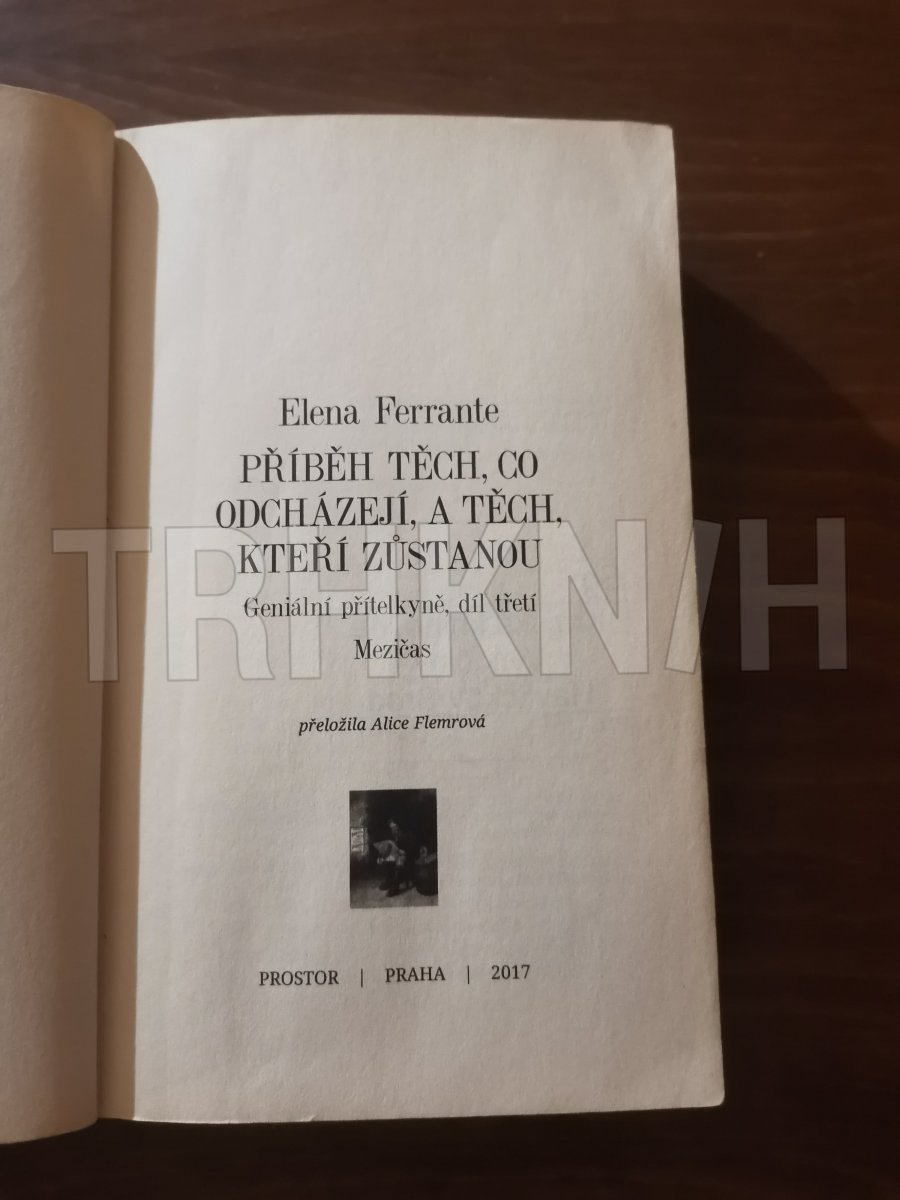 Elena Ferrante
PŘÍBĚH TĚCH, CO
ODCHÁZEJÍ, A TĚCH,
KTEŘÍ ZŮSTANOU
Geniální přítelkyně, díl třetí
Mezičas
přeložila Alice Flemrová
PROSTOR | PRAHA | 2017
TRHKNIH